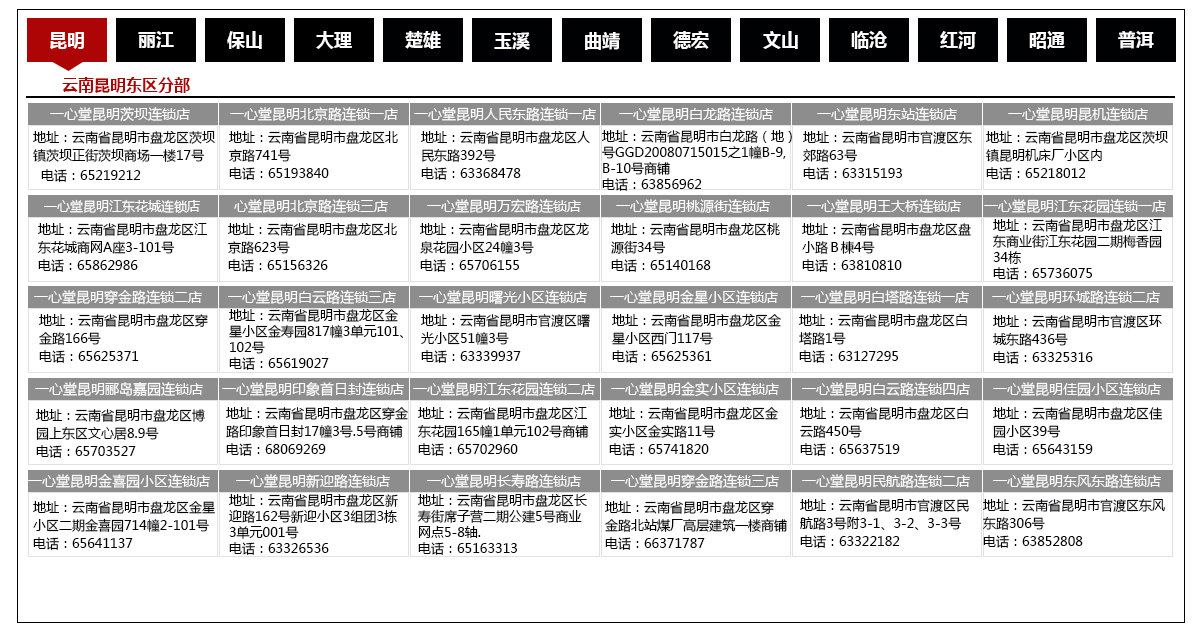 昆明
丽江
保山
大理
楚雄
玉溪
曲靖
德宏
文山
临沧
红河
昭通
普洱
云南昆明东区分部
一心堂昆明茨坝连锁店
地址：云南省昆明市盘龙区茨坝
镇茨坝正街茨坝商场一楼17号
电话：65219212
一心堂昆明北京路连锁一店
地址：云南省昆明市盘龙区北
京路741号
电话：65193840
一心堂昆明人民东路连锁一店
地址：云南省昆明市盘龙区人
民东路392号
电话：63368478
一心堂昆明白龙路连锁店
地址：云南省昆明市白龙路（地）
号GGD20080715015之1幢B-9,
B-10号商铺
电话：63856962
一心堂昆明东站连锁店
地址：云南省昆明市官渡区东
郊路63号
电话：63315193
一心堂昆明昆机连锁店
地址：云南省昆明市盘龙区茨坝
镇昆明机床厂小区内
电话：65218012
一心堂昆明江东花城连锁店
地址：云南省昆明市盘龙区江
东花城商网A座3-101号
电话：65862986
心堂昆明北京路连锁三店
地址：云南省昆明市盘龙区北
京路623号
电话：65156326
一心堂昆明万宏路连锁店
地址：云南省昆明市盘龙区龙
泉花园小区24幢3号
电话：65706155
一心堂昆明桃源街连锁店
地址：云南省昆明市盘龙区桃
源街34号
电话：65140168
一心堂昆明王大桥连锁店
地址：云南省昆明市盘龙区盘
小路Ｂ棟4号
电话：63810810
一心堂昆明江东花园连锁一店
地址：云南省昆明市盘龙区江
东商业街江东花园二期梅香园
34栋
电话：65736075
一心堂昆明穿金路连锁二店
地址：云南省昆明市盘龙区穿
金路166号
电话：65625371
一心堂昆明白云路连锁三店
地址：云南省昆明市盘龙区金
星小区金寿园817幢3单元101、
102号
电话：65619027
一心堂昆明曙光小区连锁店
地址：云南省昆明市官渡区曙
光小区51幢3号
电话：63339937
一心堂昆明金星小区连锁店
地址：云南省昆明市盘龙区金
星小区西门117号
电话：65625361
一心堂昆明白塔路连锁一店
地址：云南省昆明市盘龙区白
塔路1号
电话：63127295
一心堂昆明环城路连锁二店
地址：云南省昆明市官渡区环
城东路436号
电话：63325316
一心堂昆明郦岛嘉园连锁店
地址：云南省昆明市盘龙区博
园上东区文心居8.9号
电话：65703527
一心堂昆明印象首日封连锁店
地址：云南省昆明市盘龙区穿金
路印象首日封17幢3号.5号商铺
电话：68069269
一心堂昆明江东花园连锁二店
地址：云南省昆明市盘龙区江
东花园165幢1单元102号商铺
电话：65702960
一心堂昆明金实小区连锁店
地址：云南省昆明市盘龙区金
实小区金实路11号
电话：65741820
一心堂昆明白云路连锁四店
地址：云南省昆明市盘龙区白
云路450号
电话：65637519
一心堂昆明佳园小区连锁店
地址：云南省昆明市盘龙区佳
园小区39号
电话：65643159
一心堂昆明金喜园小区连锁店
地址：云南省昆明市盘龙区金星
小区二期金喜园714幢2-101号
电话：65641137
一心堂昆明新迎路连锁店
地址：云南省昆明市盘龙区新
迎路162号新迎小区3组团3栋
3单元001号
电话：63326536
一心堂昆明长寿路连锁店
地址：云南省昆明市盘龙区长
寿街席子营二期公建5号商业
网点5-8轴.
电话：65163313
一心堂昆明穿金路连锁三店
地址：云南省昆明市盘龙区穿
金路北站煤厂高层建筑一楼商铺
电话：66371787
一心堂昆明民航路连锁二店
地址：云南省昆明市官渡区民
航路3号附3-1、3-2、3-3号
电话：63322182
一心堂昆明东风东路连锁店
地址：云南省昆明市官渡区东风
东路306号
电话：63852808